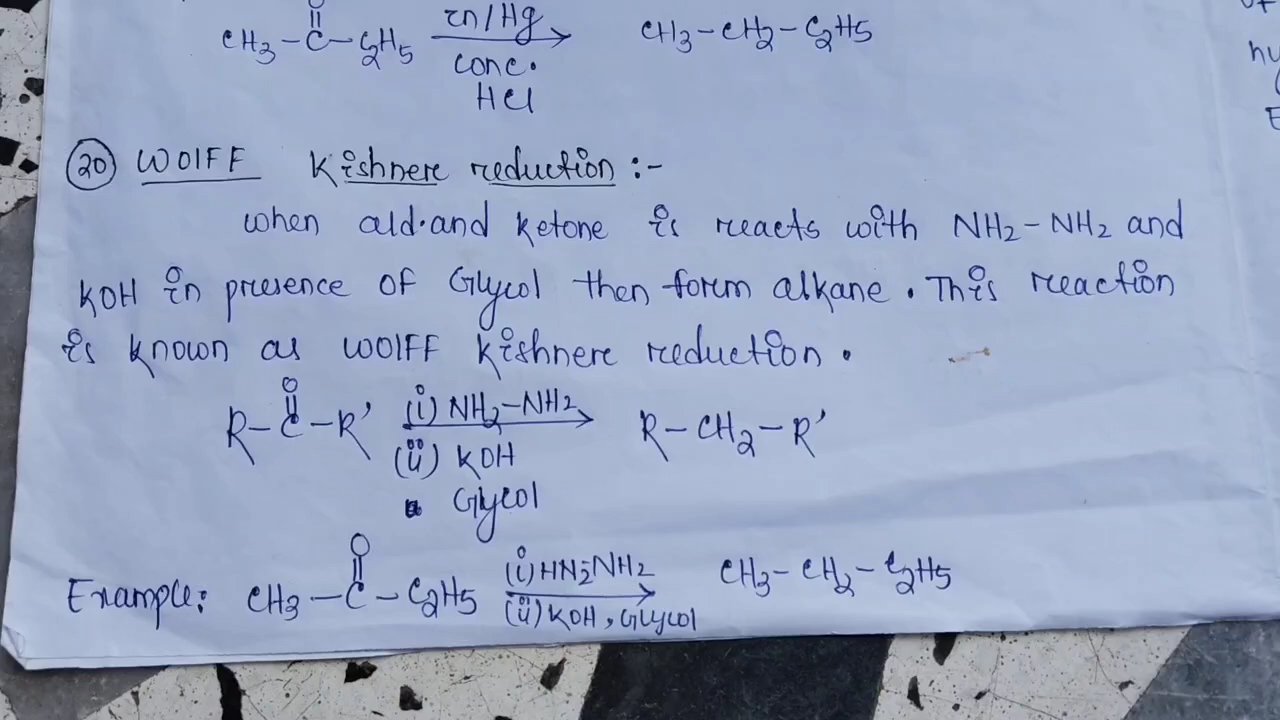 O
CH3-C-C2H5 Zn/Hg CH3-CH2-C2H5
conc.
HCl
20 WOlFF Kishnere reduction :-
when ald. and ketone is reacts with NH2-NH2 and
KOH in presence of Glycol then form alkane. This reaction
is known as WOlFF Kishnere reduction.
O
R-C-R' (i) NH2-NH2 R-CH2-R'
(ii) KOH
Glycol
O
Example: CH3-C-C2H5 (i) HN2-NH2 CH3-CH2-C2H5
(ii) KOH, Glycol